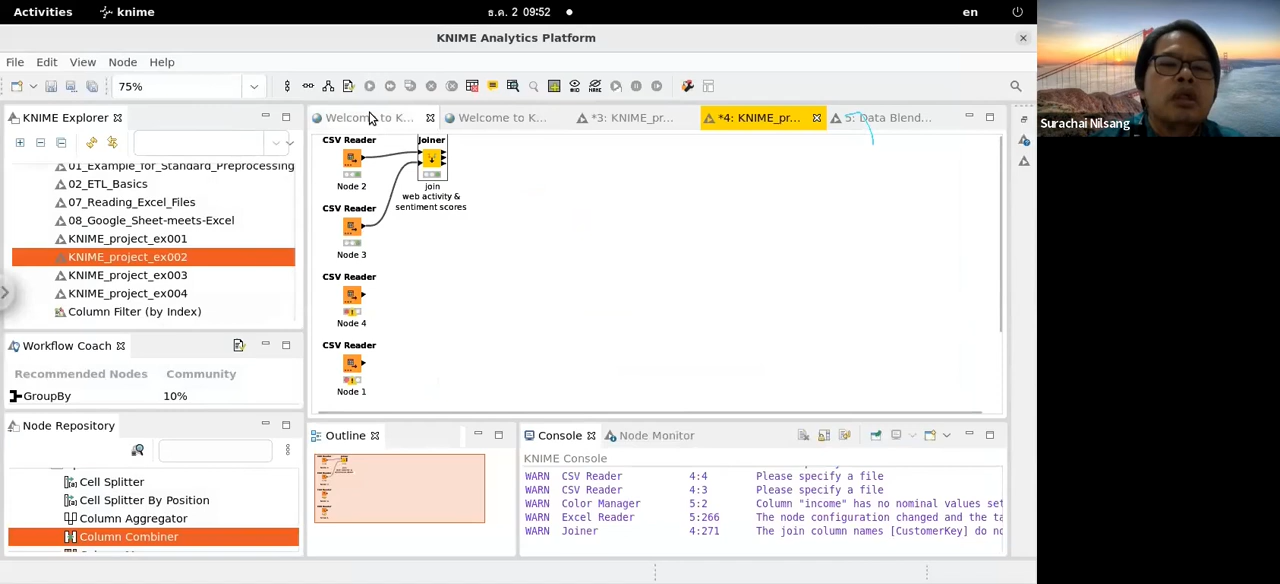 Activities
knime
ธ.ค. 2 09:52
en
KNIME Analytics Platform
File Edit View Node Help
75%
KNIME Explorer
Welcome to K...
Welcome to K...
*3: KNIME_pr...
*4: KNIME_pr...
5: Data Blend...
01_Example_for_Standard_Preprocessing
02_ETL_Basics
07_Reading_Excel_Files
08_Google_Sheet-meets-Excel
KNIME_project_ex001
KNIME_project_ex002
KNIME_project_ex003
KNIME_project_ex004
Column Filter (by Index)
CSV Reader
Node 2
Joiner
join
web activity &
sentiment scores
CSV Reader
Node 3
CSV Reader
Node 4
CSV Reader
Node 1
Workflow Coach
Recommended Nodes Community
GroupBy 10%
Node Repository
Cell Splitter
Cell Splitter By Position
Column Aggregator
Column Combiner
Outline
Console
Node Monitor
KNIME Console
WARN CSV Reader 4:4 Please specify a file
WARN CSV Reader 4:3 Please specify a file
WARN Color Manager 5:2 Column "income" has no nominal values set
WARN Excel Reader 5:266 The node configuration changed and the ta
WARN Joiner 4:271 The join column names [CustomerKey] do no
Surachai Nilsang